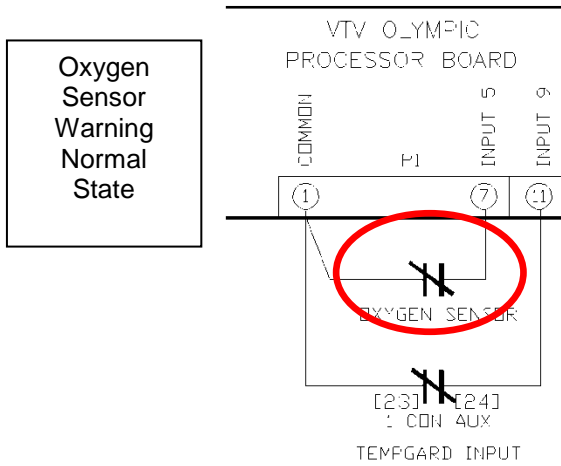 Oxygen
Sensor
Warning
Normal
State
VTV OLYMPIC
PROCESSOR BOARD
COMMON
INPUT 5
INPUT 9
P1
1
7
11
OXYGEN SENSOR
[23] [24]
1 CON AUX
TEMPGARD INPUT